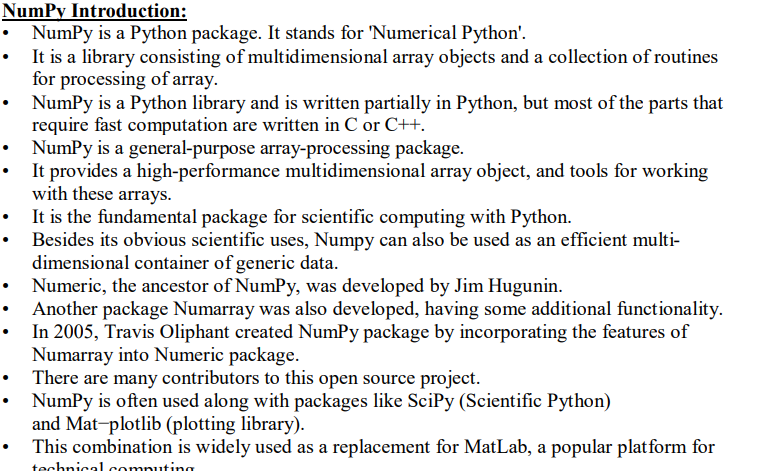 NumPy Introduction:
• NumPy is a Python package. It stands for 'Numerical Python'.
• It is a library consisting of multidimensional array objects and a collection of routines
for processing of array.
• NumPy is a Python library and is written partially in Python, but most of the parts that
require fast computation are written in C or C++.
• NumPy is a general-purpose array-processing package.
• It provides a high-performance multidimensional array object, and tools for working
with these arrays.
• It is the fundamental package for scientific computing with Python.
• Besides its obvious scientific uses, Numpy can also be used as an efficient multi-
dimensional container of generic data.
• Numeric, the ancestor of NumPy, was developed by Jim Hugunin.
• Another package Numarray was also developed, having some additional functionality.
• In 2005, Travis Oliphant created NumPy package by incorporating the features of
Numarray into Numeric package.
• There are many contributors to this open source project.
• NumPy is often used along with packages like SciPy (Scientific Python)
and Mat−plotlib (plotting library).
• This combination is widely used as a replacement for MatLab, a popular platform for
technical computing